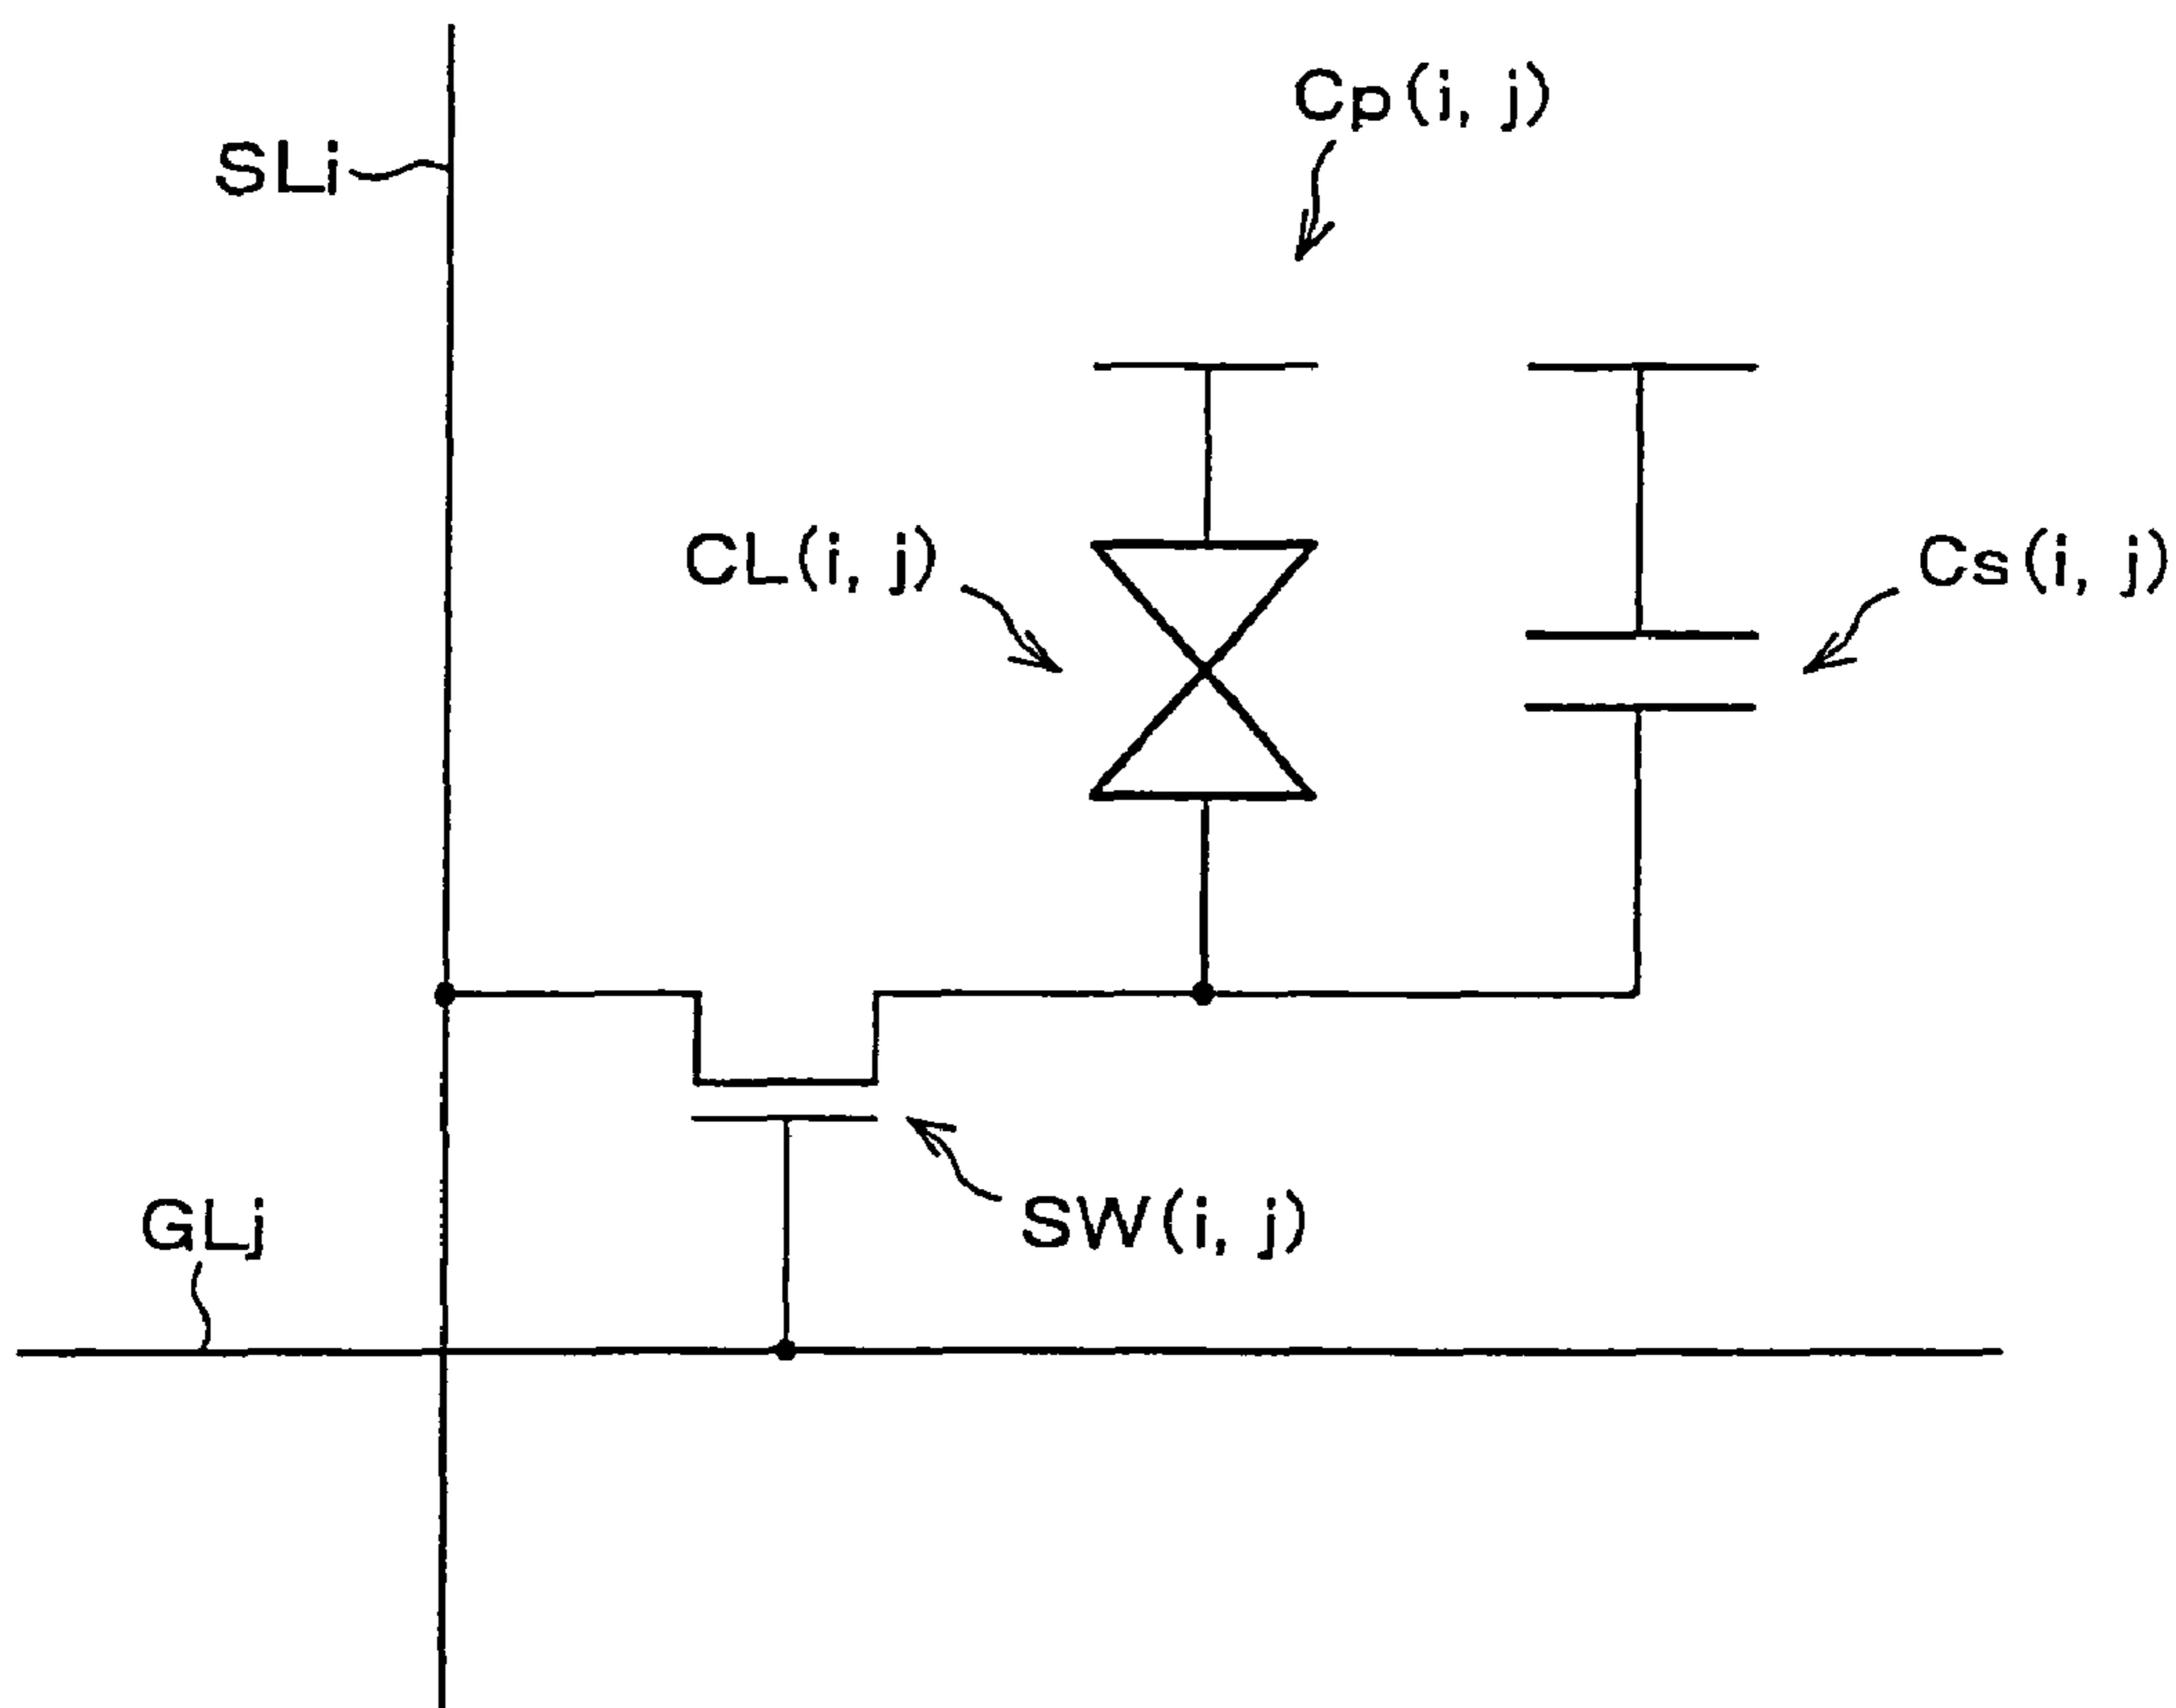 Cp(i, j)
SLi
CL(i, j)
Cs(i, j)
SW(i, j)
GLj